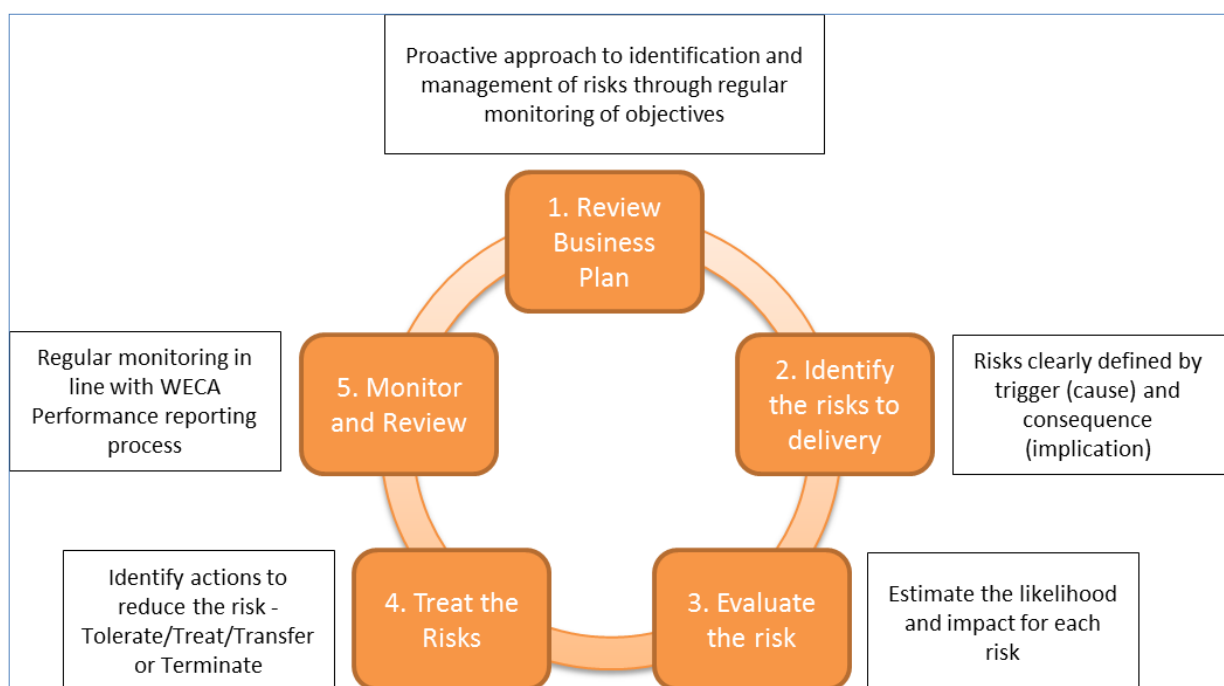 Proactive approach to identification and
management of risks through regular
monitoring of objectives
1. Review
Business
Plan
2. Identify
the risks to
delivery
Risks clearly defined by
trigger (cause) and
consequence
(implication)
3. Evaluate
the risk
Estimate the likelihood
and impact for each
risk
4. Treat the
Risks
Identify actions to
reduce the risk -
Tolerate/Treat/Transfer
or Terminate
5. Monitor
and Review
Regular monitoring in
line with WECA
Performance reporting
process